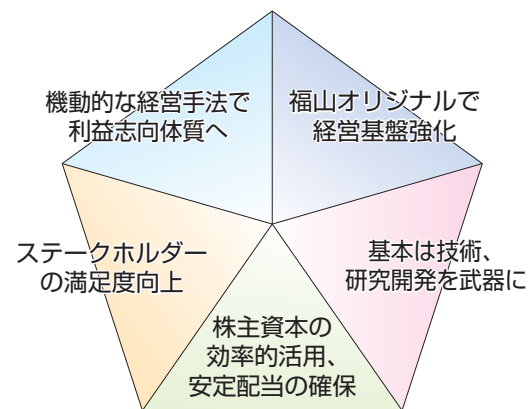 機動的な経営手法で
利益志向体質へ
福山オリジナルで
経営基盤強化
ステークホルダー
の満足度向上
基本は技術、
研究開発を武器に
株主資本の
効率的活用、
安定配当の確保